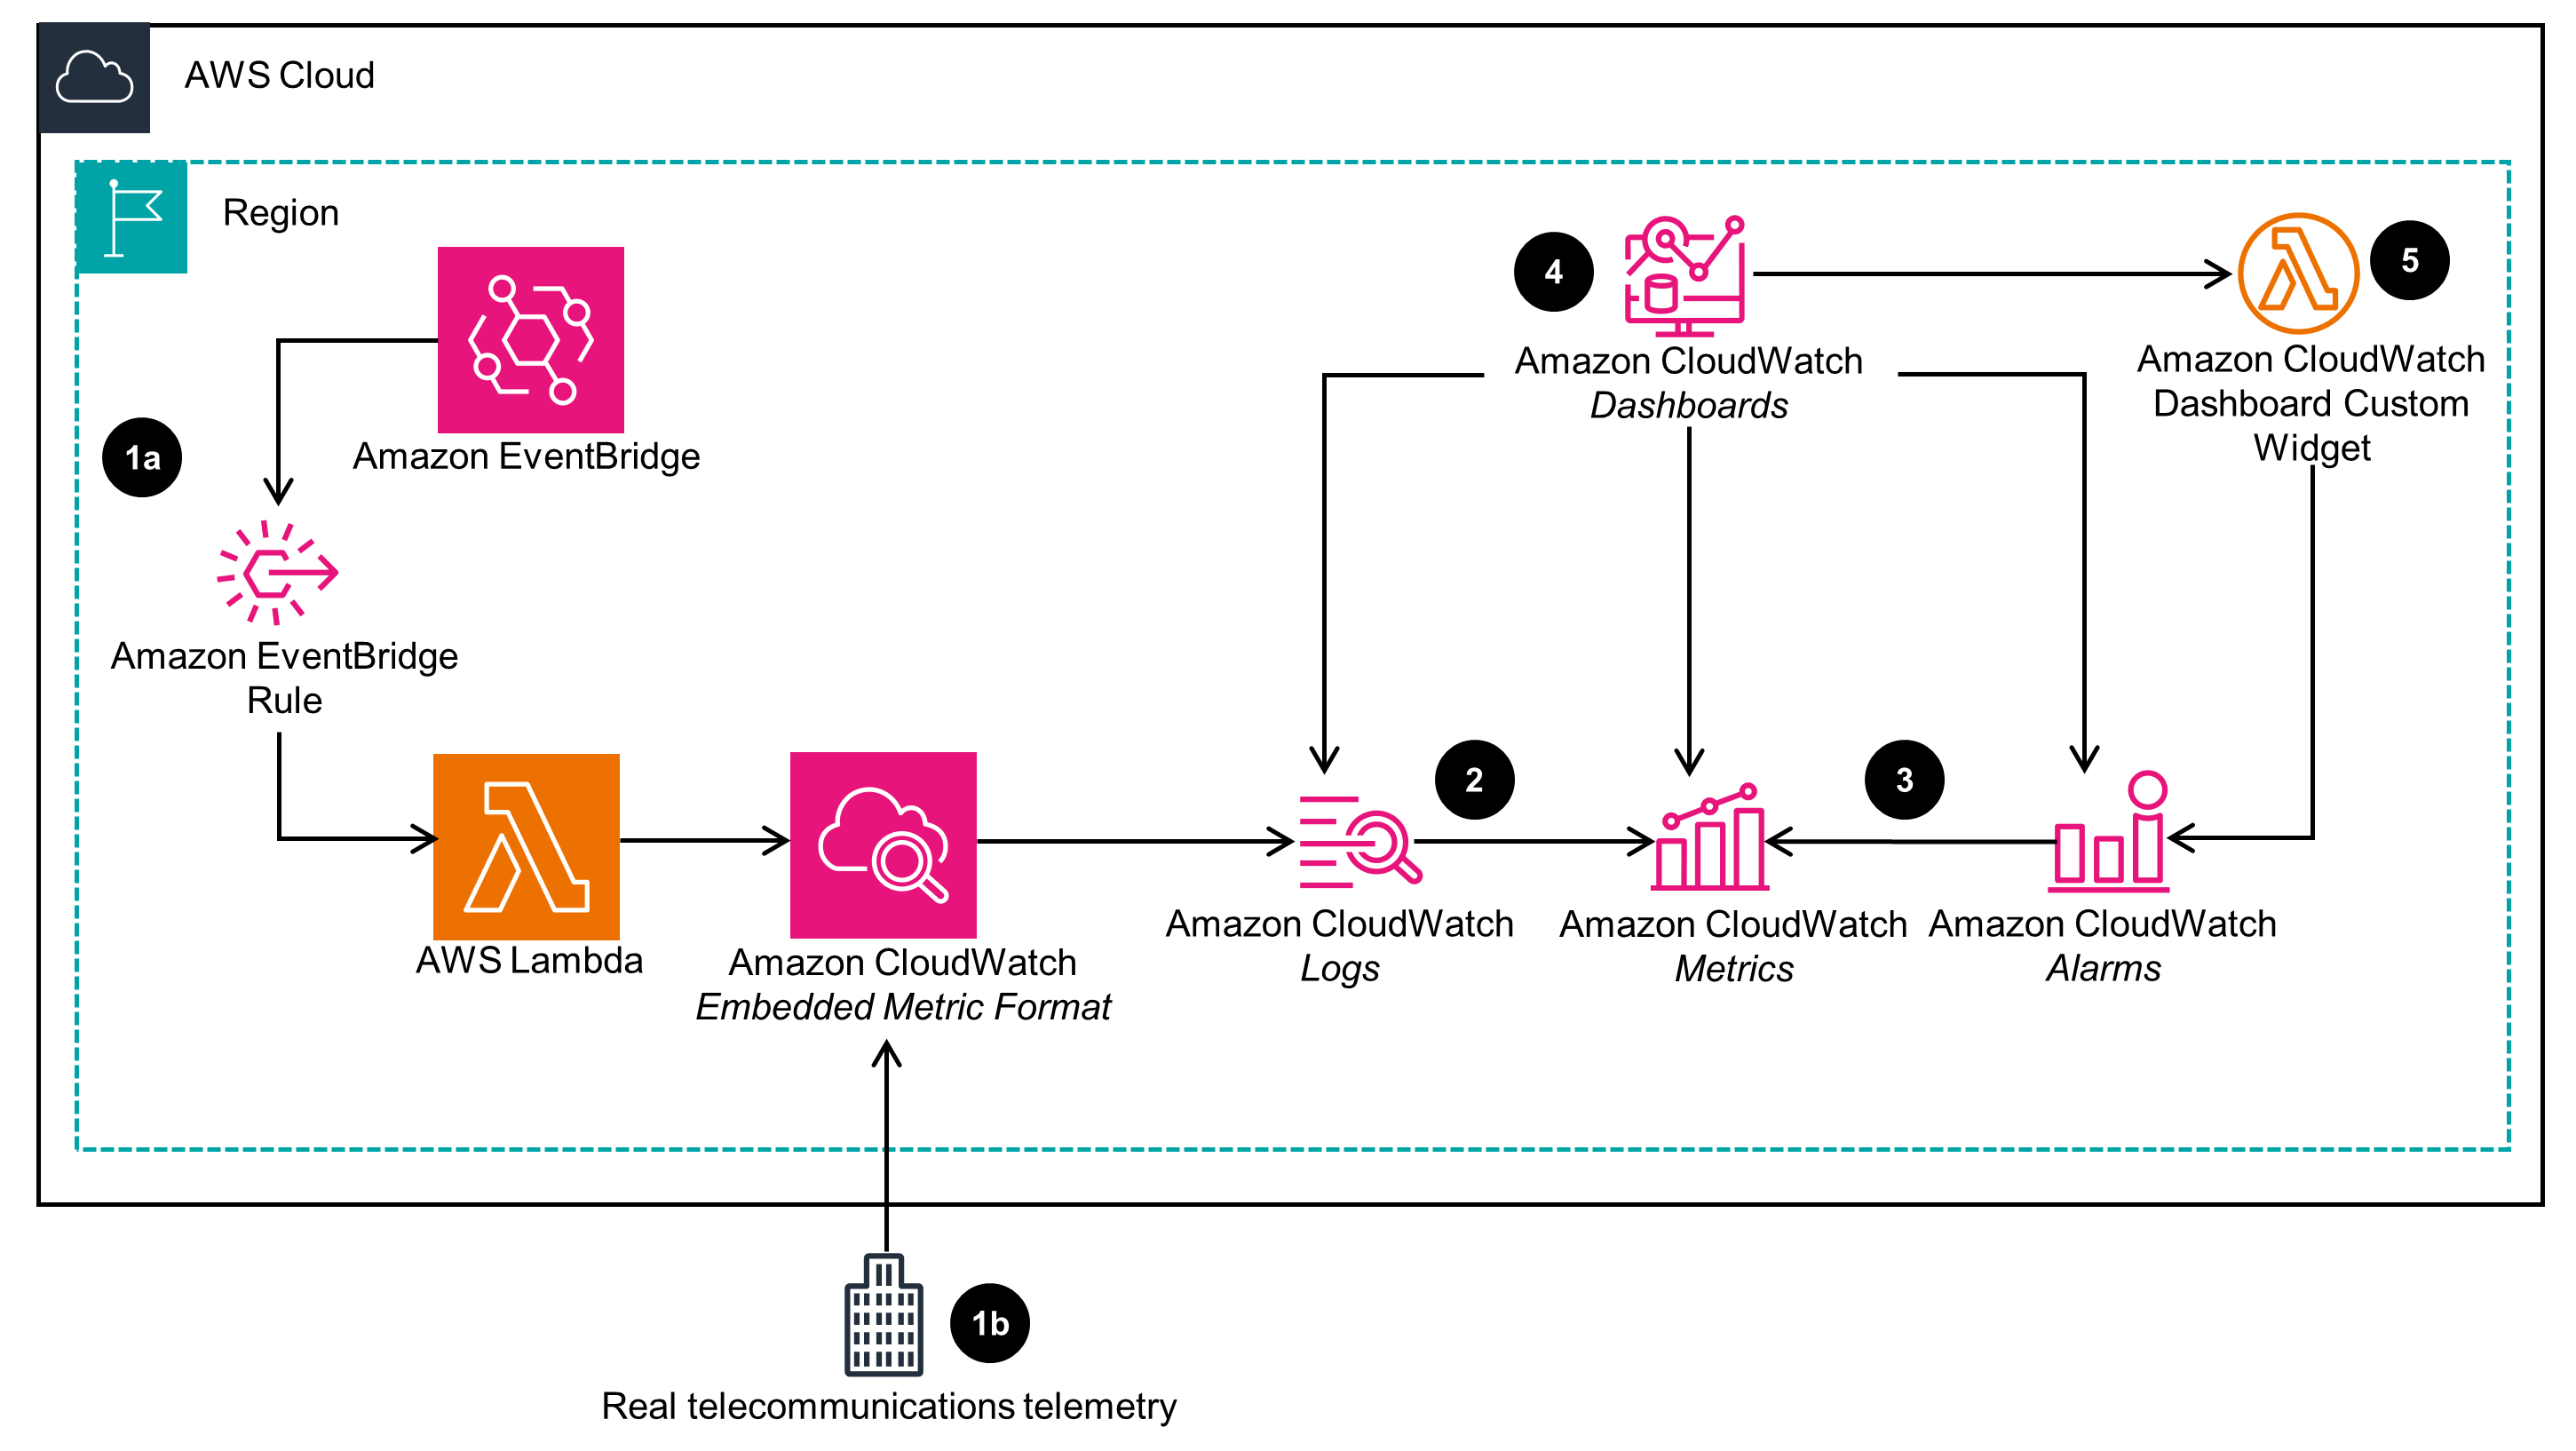 AWS Cloud
Region
4
5
Amazon CloudWatch
Dashboards
Amazon CloudWatch
Dashboard Custom
Widget
1a
Amazon EventBridge
Amazon EventBridge
Rule
2
3
AWS Lambda
Amazon CloudWatch
Embedded Metric Format
Amazon CloudWatch
Logs
Amazon CloudWatch
Metrics
Amazon CloudWatch
Alarms
1b
Real telecommunications telemetry